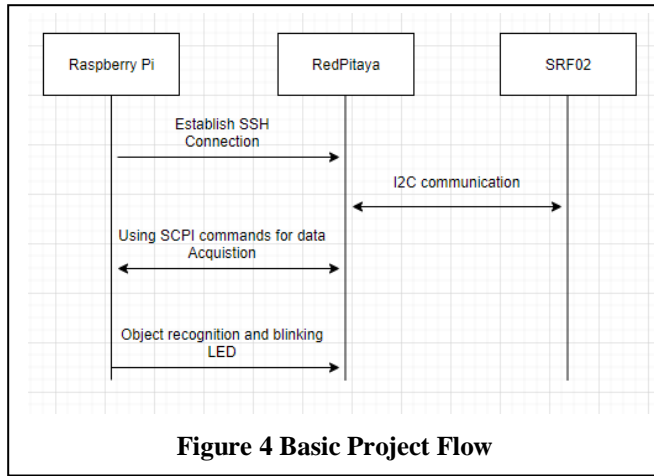 Raspberry Pi
RedPitaya
SRF02
Establish SSH
Connection
I2C communication
Using SCPI commands for data
Acquistion
Object recognition and blinking
LED
Figure 4 Basic Project Flow